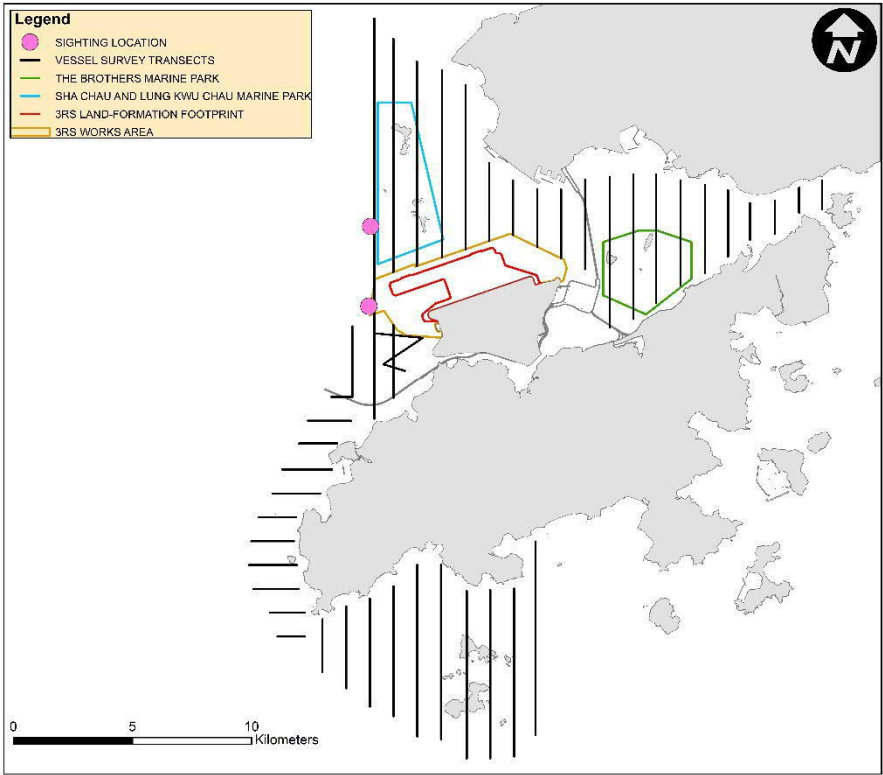 Legend
SIGHTING LOCATION
VESSEL SURVEY TRANSECTS
THE BROTHERS MARINE PARK
SHA CHAU AND LUNG KWU CHAU MARINE PARK
3RS LAND-FORMATION FOOTPRINT
3RS WORKS AREA
N
0 5 10
Kilometers